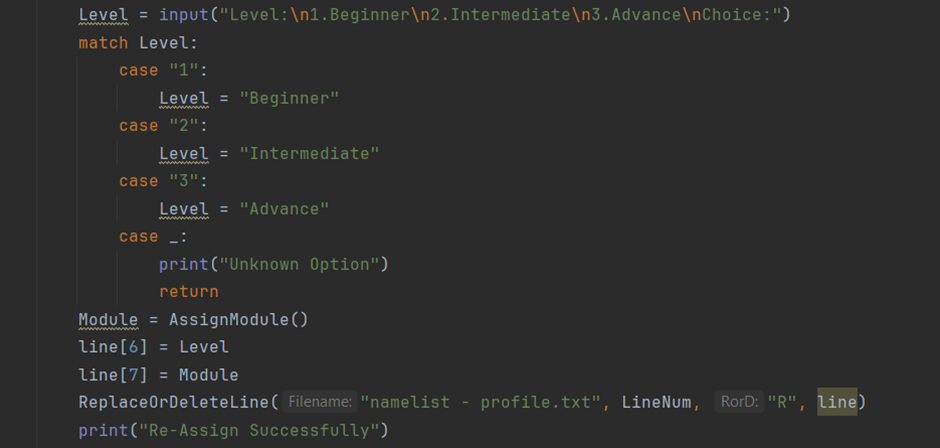 Level = input("Level:\n1.Beginner\n2.Intermediate\n3.Advance\nChoice:")
match Level:
    case "1":
        Level = "Beginner"
    case "2":
        Level = "Intermediate"
    case "3":
        Level = "Advance"
    case _:
        print("Unknown Option")
        return
Module = AssignModule()
line[6] = Level
line[7] = Module
ReplaceOrDeleteLine( Filename: "namelist - profile.txt", LineNum, RorD: "R", line)
print("Re-Assign Successfully")